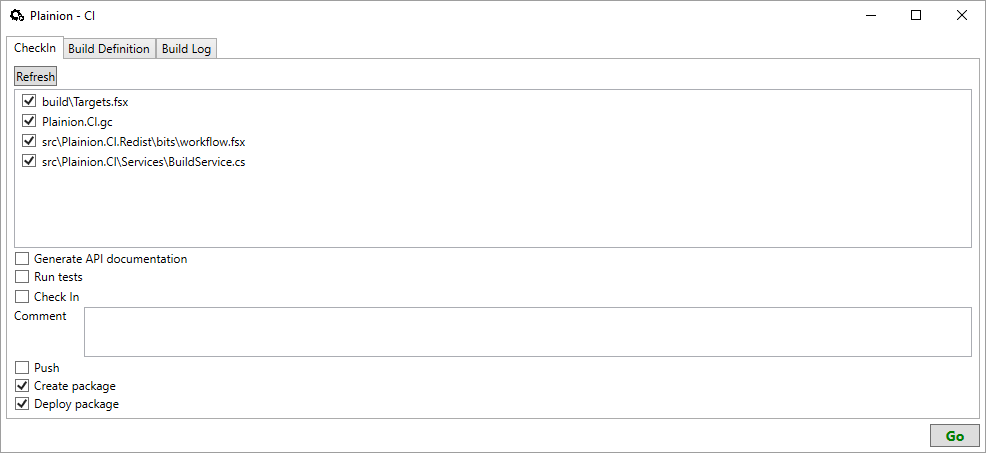 Plainion - CI
CheckIn Build Definition Build Log
Refresh
build\Targets.fsx
Plainion.CI.gc
src\Plainion.CI.Redist\bits\workflow.fsx
src\Plainion.CI\Services\BuildService.cs
Generate API documentation
Run tests
Check In
Comment
Push
Create package
Deploy package
Go